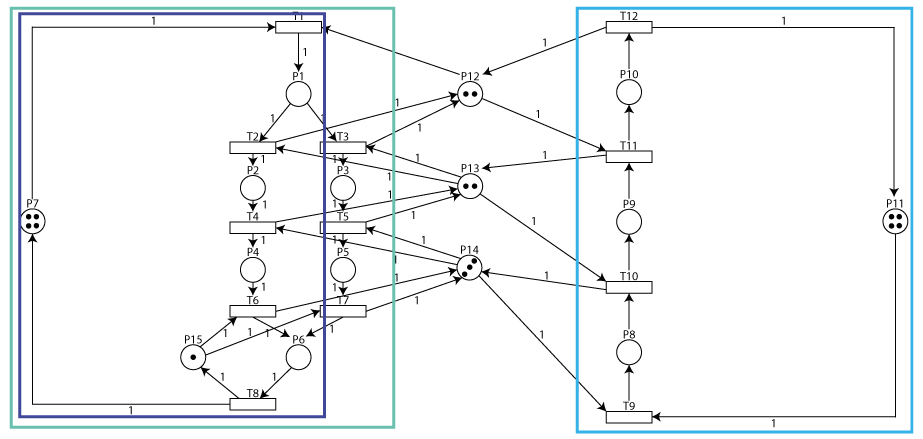 1 T1 T12 1
1 1
P1 P12 P10
1 1 1 1 1
T2 T3 T11
1 1 1 P13 1
P2 P3 1 P9
P7 1 1 1 1 P11
T4 T5 1
1 1 1 P14
P4 P5 1 1 T10
1 1 1
T6 T7 1
P15 1 1 1 P6 1 1 P8
1 1
T8 T9
1 1